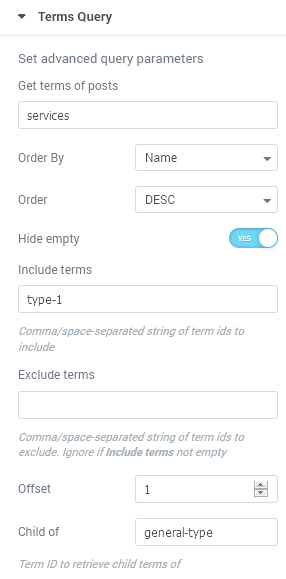 Terms Query
Set advanced query parameters
Get terms of posts
services
Order By Name
Order DESC
Hide empty YES
Include terms
type-1
Comma/space-separated string of term ids to
include
Exclude terms
Comma/space-separated string of term ids to
exclude. Ignore if Include terms not empty
Offset 1
Child of general-type
Term ID to retrieve child terms of